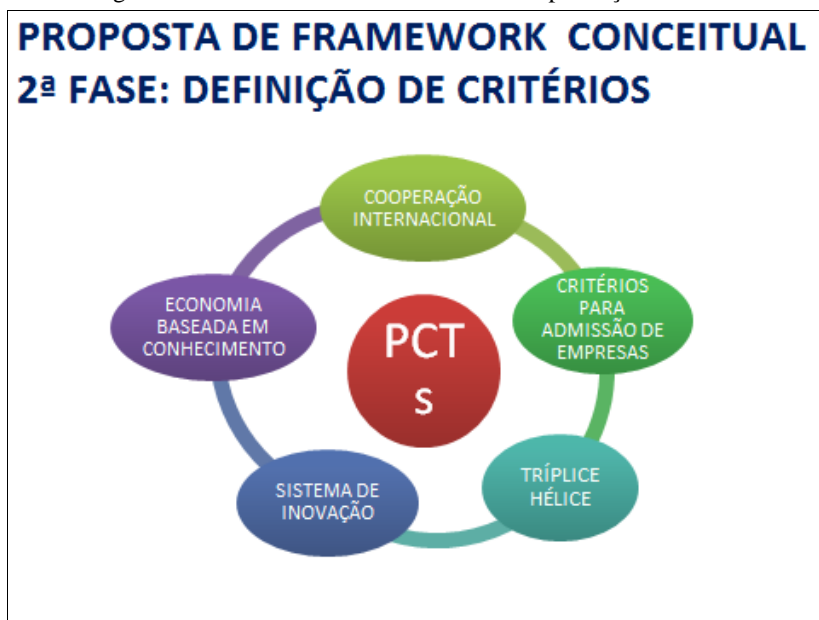 PROPOSTA DE FRAMEWORK CONCEITUAL
2ª FASE: DEFINIÇÃO DE CRITÉRIOS
COOPERAÇÃO
INTERNACIONAL
CRITÉRIOS
PARA
ADMISSÃO DE
EMPRESAS
TRÍPLICE
HÉLICE
SISTEMA DE
INOVAÇÃO
ECONOMIA
BASEADA EM
CONHECIMENTO
PCT
s